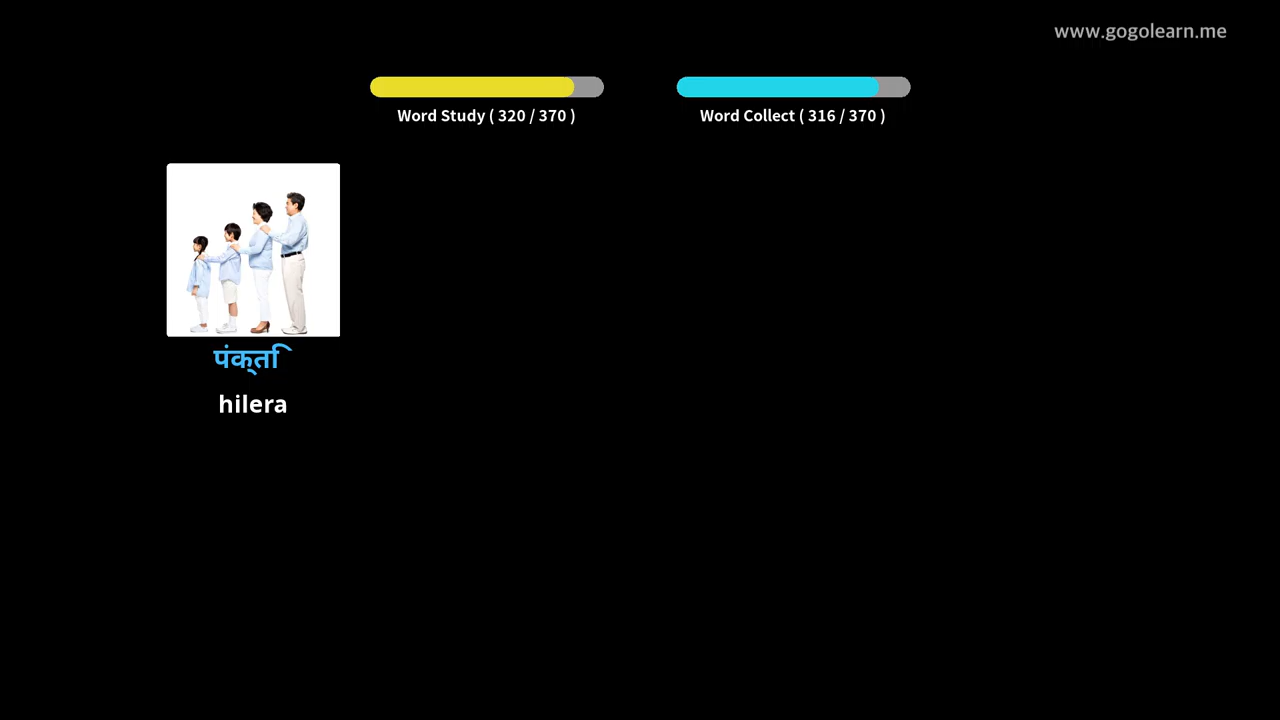 www.gogolearn.me
Word Study ( 320 / 370 )
Word Collect ( 316 / 370 )
पंक्ति
hilera